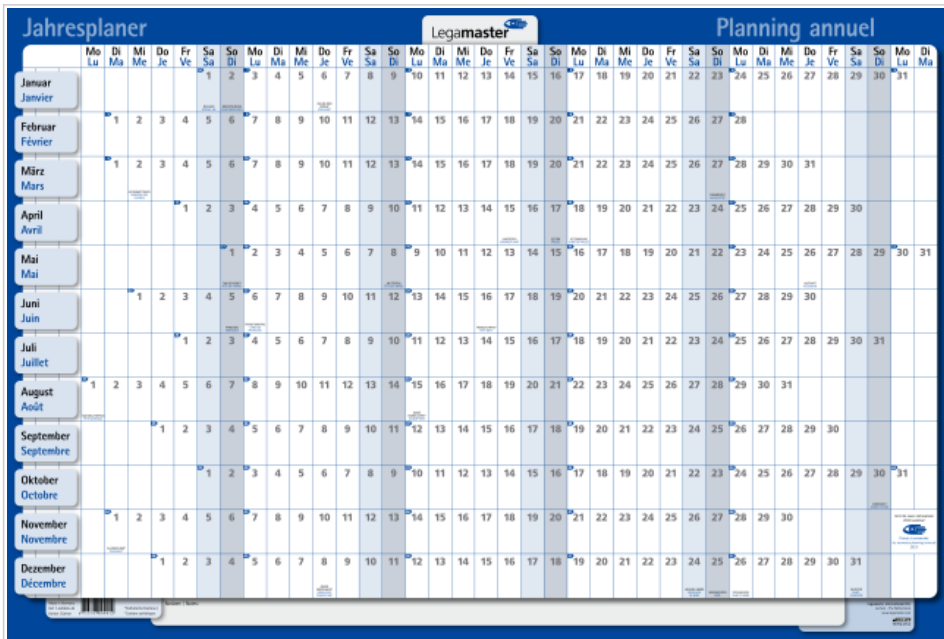 Jahresplaner
Legamaster
Planning annuel
Mo Di Mi Do Fr Sa So Mo Di Mi Do Fr Sa So Mo Di Mi Do Fr Sa So Mo Di Mi Do Fr Sa So Mo Di Mi Do Fr Sa So Mo Di
Lu Ma Me Je Ve Sa Di Lu Ma Me Je Ve Sa Di Lu Ma Me Je Ve Sa Di Lu Ma Me Je Ve Sa Di Lu Ma Me Je Ve Sa Di Lu Ma
Januar 1 2 3 4 5 6 7 8 9 10 11 12 13 14 15 16 17 18 19 20 21 22 23 24 25 26 27 28 29 30 31
Janvier
Februar 1 2 3 4 5 6 7 8 9 10 11 12 13 14 15 16 17 18 19 20 21 22 23 24 25 26 27 28
Février
März 1 2 3 4 5 6 7 8 9 10 11 12 13 14 15 16 17 18 19 20 21 22 23 24 25 26 27 28 29 30 31
Mars
April 1 2 3 4 5 6 7 8 9 10 11 12 13 14 15 16 17 18 19 20 21 22 23 24 25 26 27 28 29 30
Avril
Mai 1 2 3 4 5 6 7 8 9 10 11 12 13 14 15 16 17 18 19 20 21 22 23 24 25 26 27 28 29 30 31
Mai
Juni 1 2 3 4 5 6 7 8 9 10 11 12 13 14 15 16 17 18 19 20 21 22 23 24 25 26 27 28 29 30
Juin
Juli 1 2 3 4 5 6 7 8 9 10 11 12 13 14 15 16 17 18 19 20 21 22 23 24 25 26 27 28 29 30 31
Juillet
August 1 2 3 4 5 6 7 8 9 10 11 12 13 14 15 16 17 18 19 20 21 22 23 24 25 26 27 28 29 30 31
Août
September 1 2 3 4 5 6 7 8 9 10 11 12 13 14 15 16 17 18 19 20 21 22 23 24 25 26 27 28 29 30
Septembre
Oktober 1 2 3 4 5 6 7 8 9 10 11 12 13 14 15 16 17 18 19 20 21 22 23 24 25 26 27 28 29 30 31
Octobre
November 1 2 3 4 5 6 7 8 9 10 11 12 13 14 15 16 17 18 19 20 21 22 23 24 25 26 27 28 29 30
Novembre
Dezember 1 2 3 4 5 6 7 8 9 10 11 12 13 14 15 16 17 18 19 20 21 22 23 24 25 26 27 28 29 30 31
Décembre